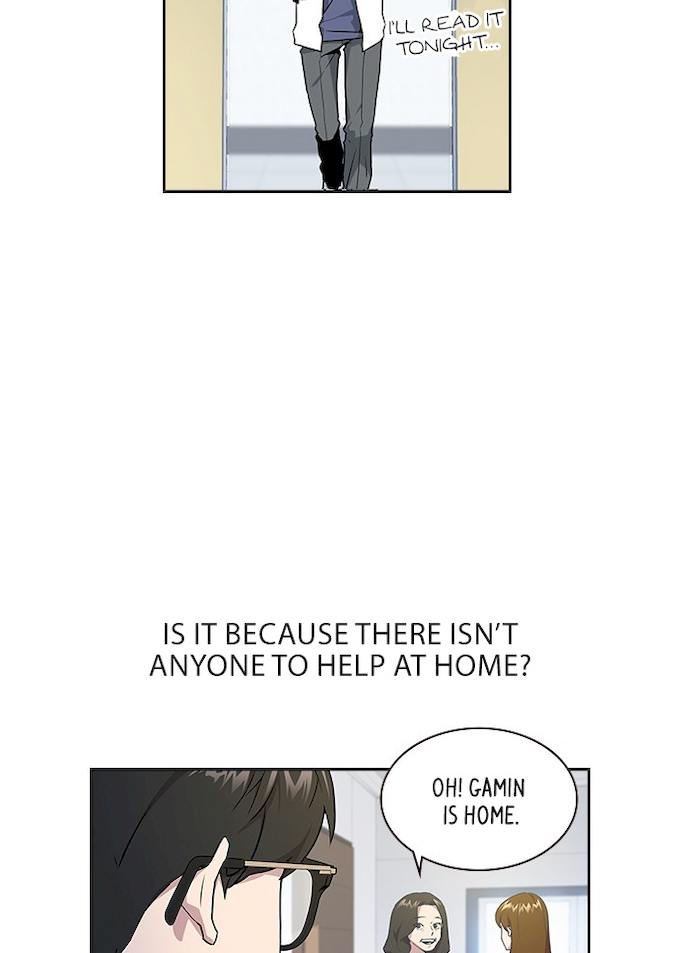 I'LL READ IT
TONIGHT...
IS IT BECAUSE THERE ISN'T
ANYONE TO HELP AT HOME?
OH! GAMIN
IS HOME.